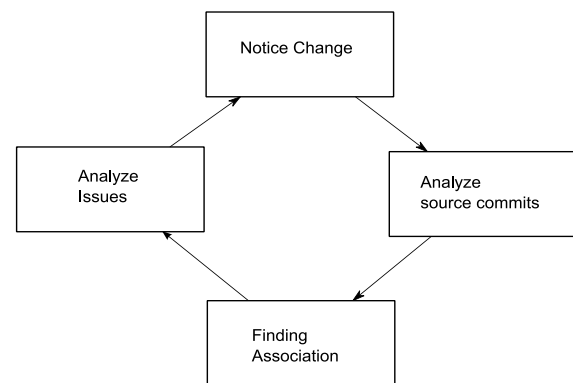 Notice Change
Analyze
Issues
Analyze
source commits
Finding
Association